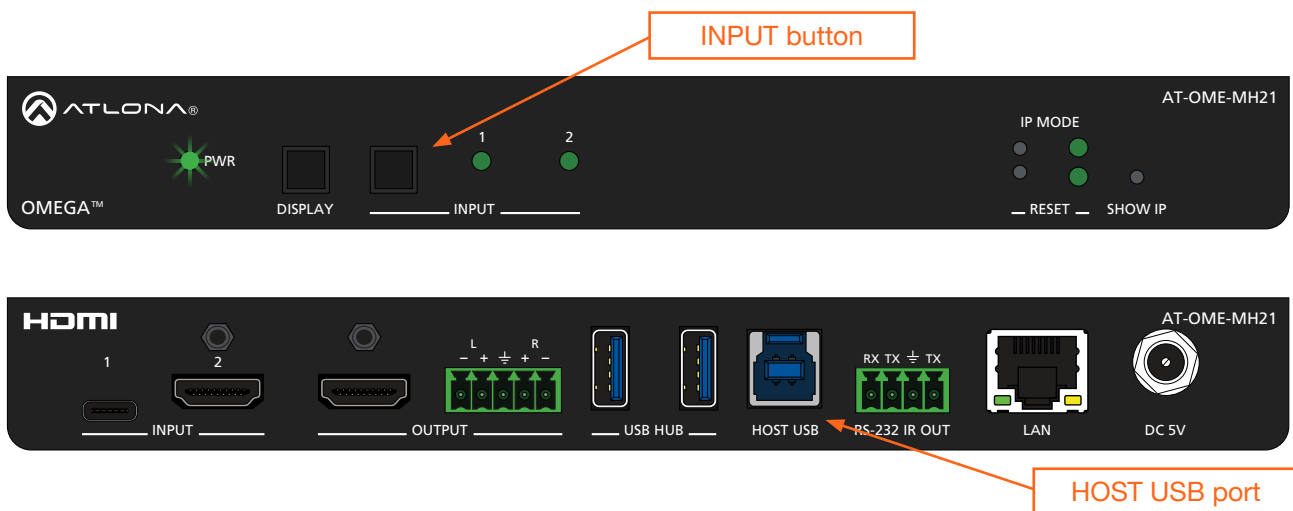 INPUT button
ATLONA®
AT-OME-MH21
IP MODE
1 2
PWR
OMEGA™
DISPLAY
INPUT
RESET
SHOW IP
HDMI
AT-OME-MH21
L R
1 2
− + ⏚ + −
RX TX ⏚ TX
INPUT
OUTPUT
USB HUB
HOST USB
RS-232 IR OUT
LAN
DC 5V
HOST USB port